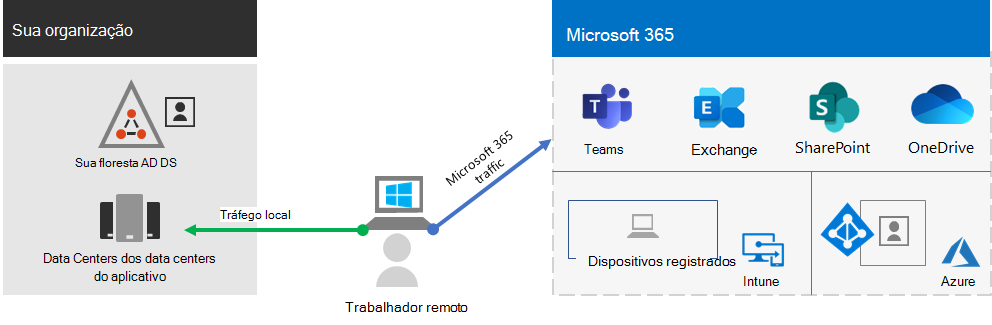 Sua organização
Sua floresta AD DS
Data Centers dos data centers
do aplicativo
Tráfego local
Trabalhador remoto
Microsoft 365
traffic
Microsoft 365
Teams
Exchange
SharePoint
OneDrive
Dispositivos registrados
Intune
Azure